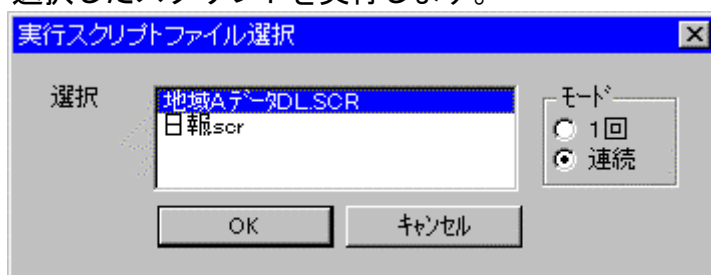 選択したスクリプトを実行します。
実行スクリプトファイル選択
選択
地域AﾃﾞｰﾀDL.SCR
日報scr
ﾓｰﾄﾞ
1回
連続
OK
ｷｬﾝｾﾙ